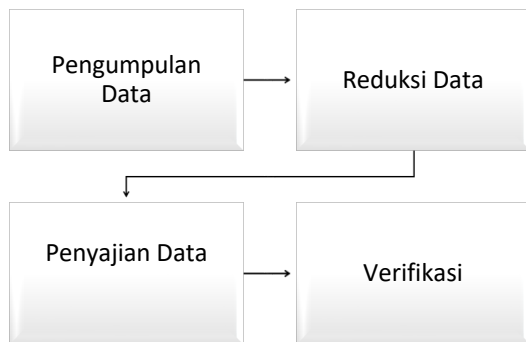 Pengumpulan
Data
Reduksi Data
Penyajian Data
Verifikasi